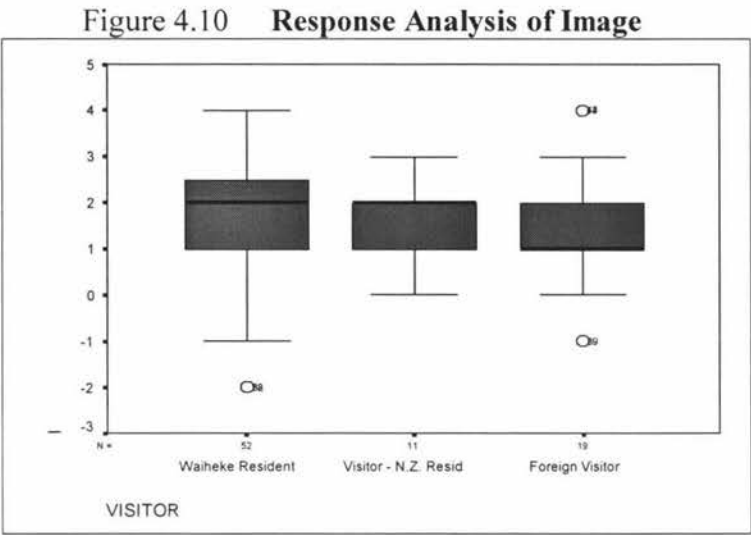 Figure 4.10 Response Analysis of Image
5
4
3
2
1
0
-1
-2
-3
N = 52 11 19
Waiheke Resident Visitor - N.Z. Resid Foreign Visitor
VISITOR